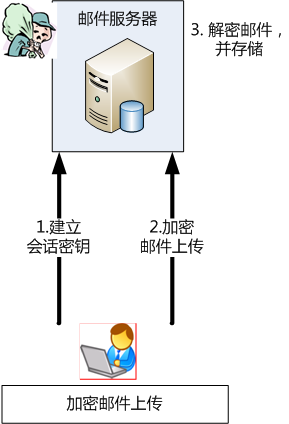 邮件服务器
3. 解密邮件，
并存储
1.建立
会话密钥
2.加密
邮件上传
加密邮件上传